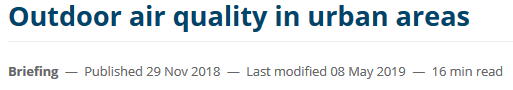 Outdoor air quality in urban areas
Briefing — Published 29 Nov 2018 — Last modified 08 May 2019 — 16 min read